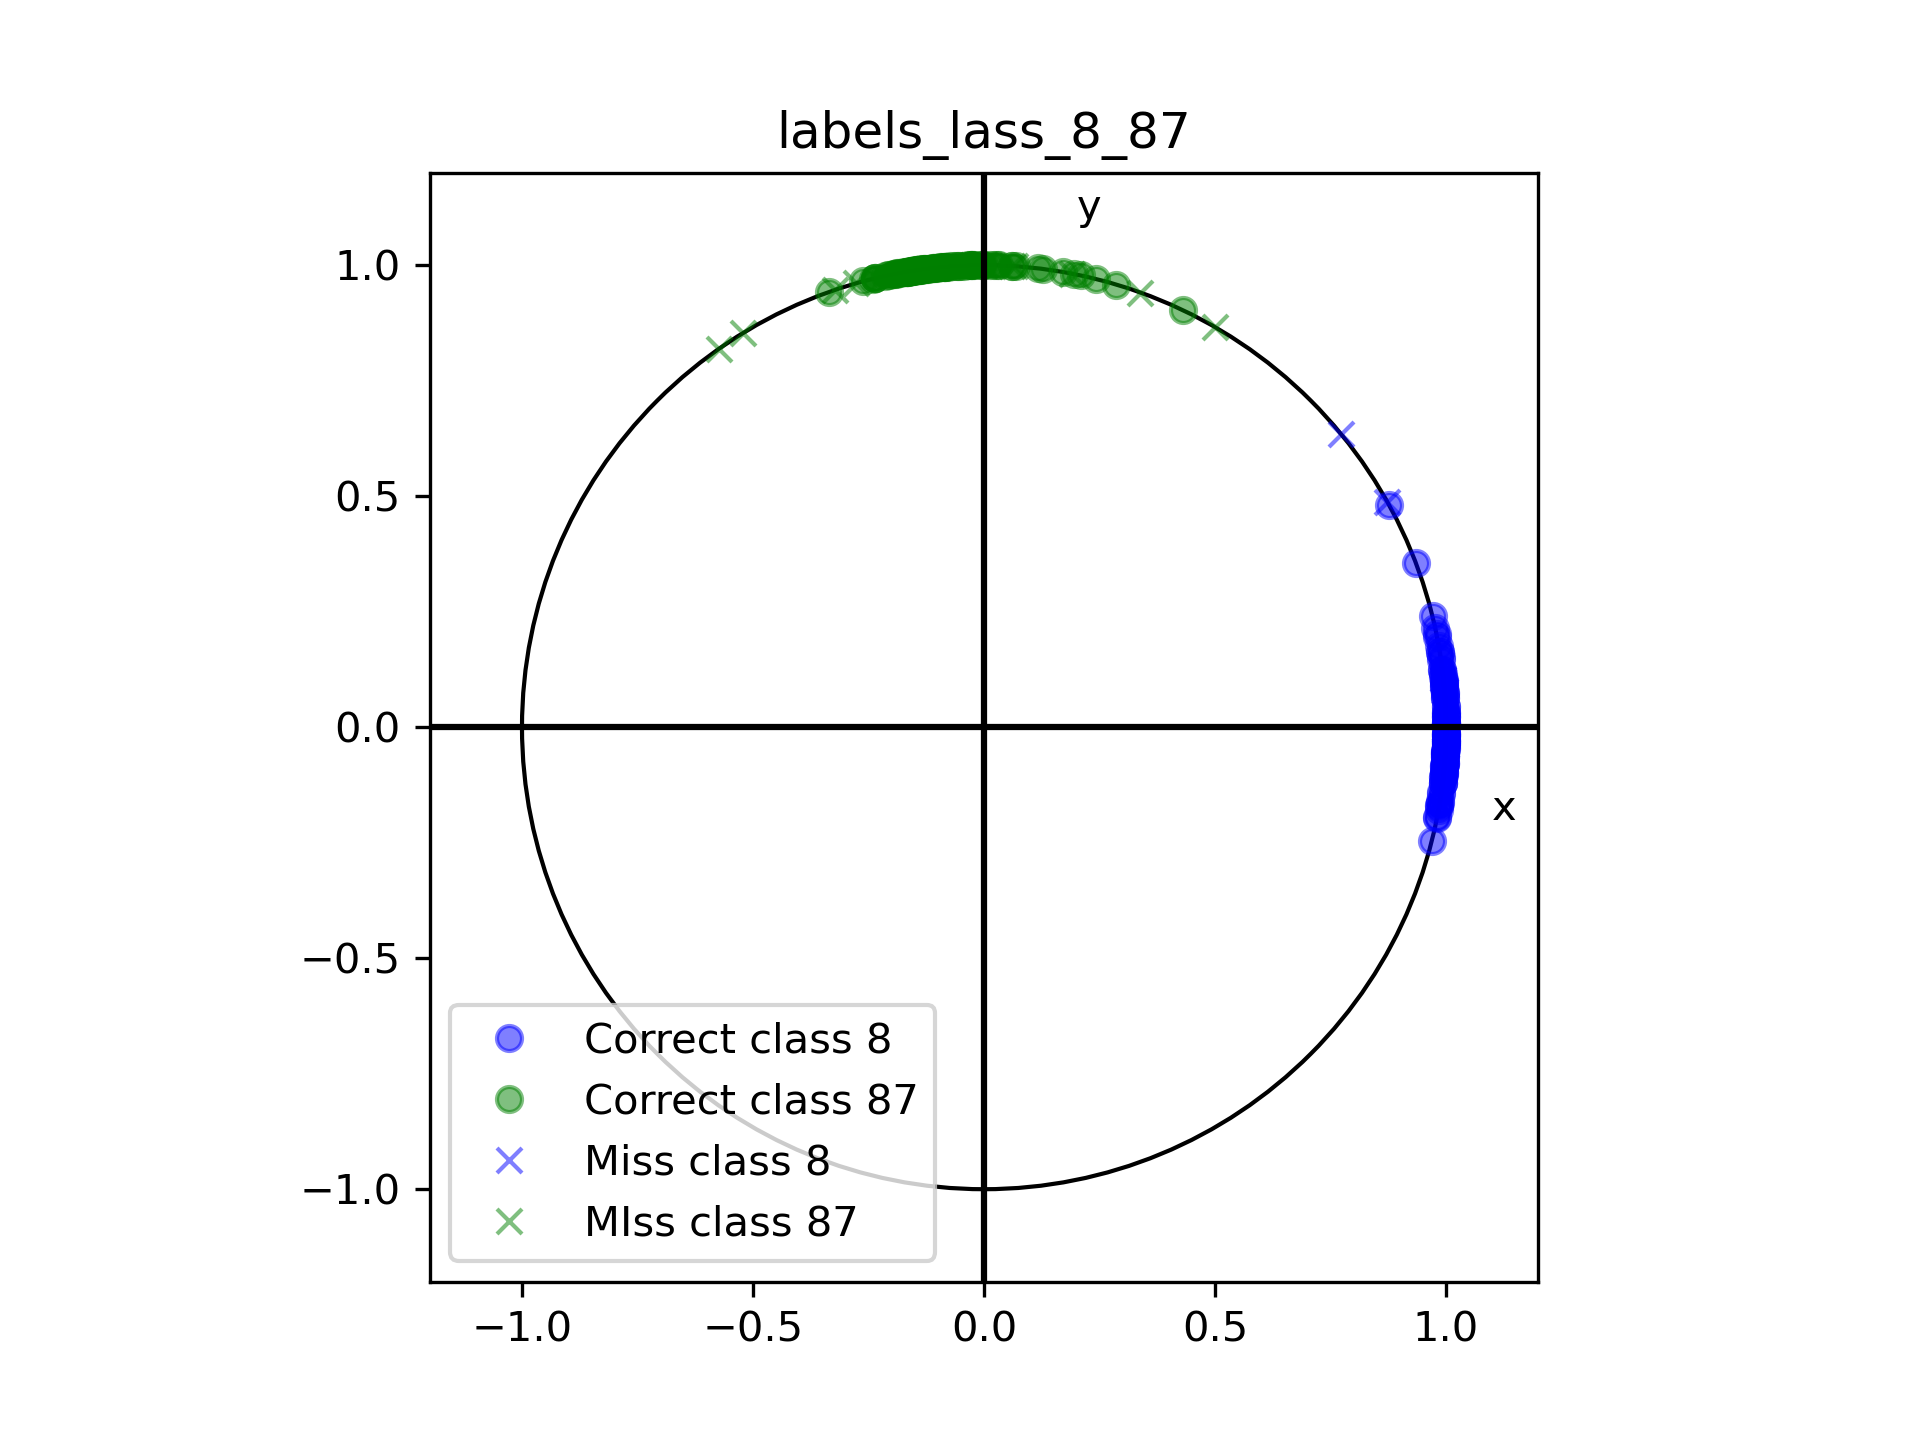 labels_lass_8_87
y
1.0
0.5
0.0
x
−0.5
−1.0
Correct class 8
Correct class 87
Miss class 8
MIss class 87
−1.0 −0.5 0.0 0.5 1.0